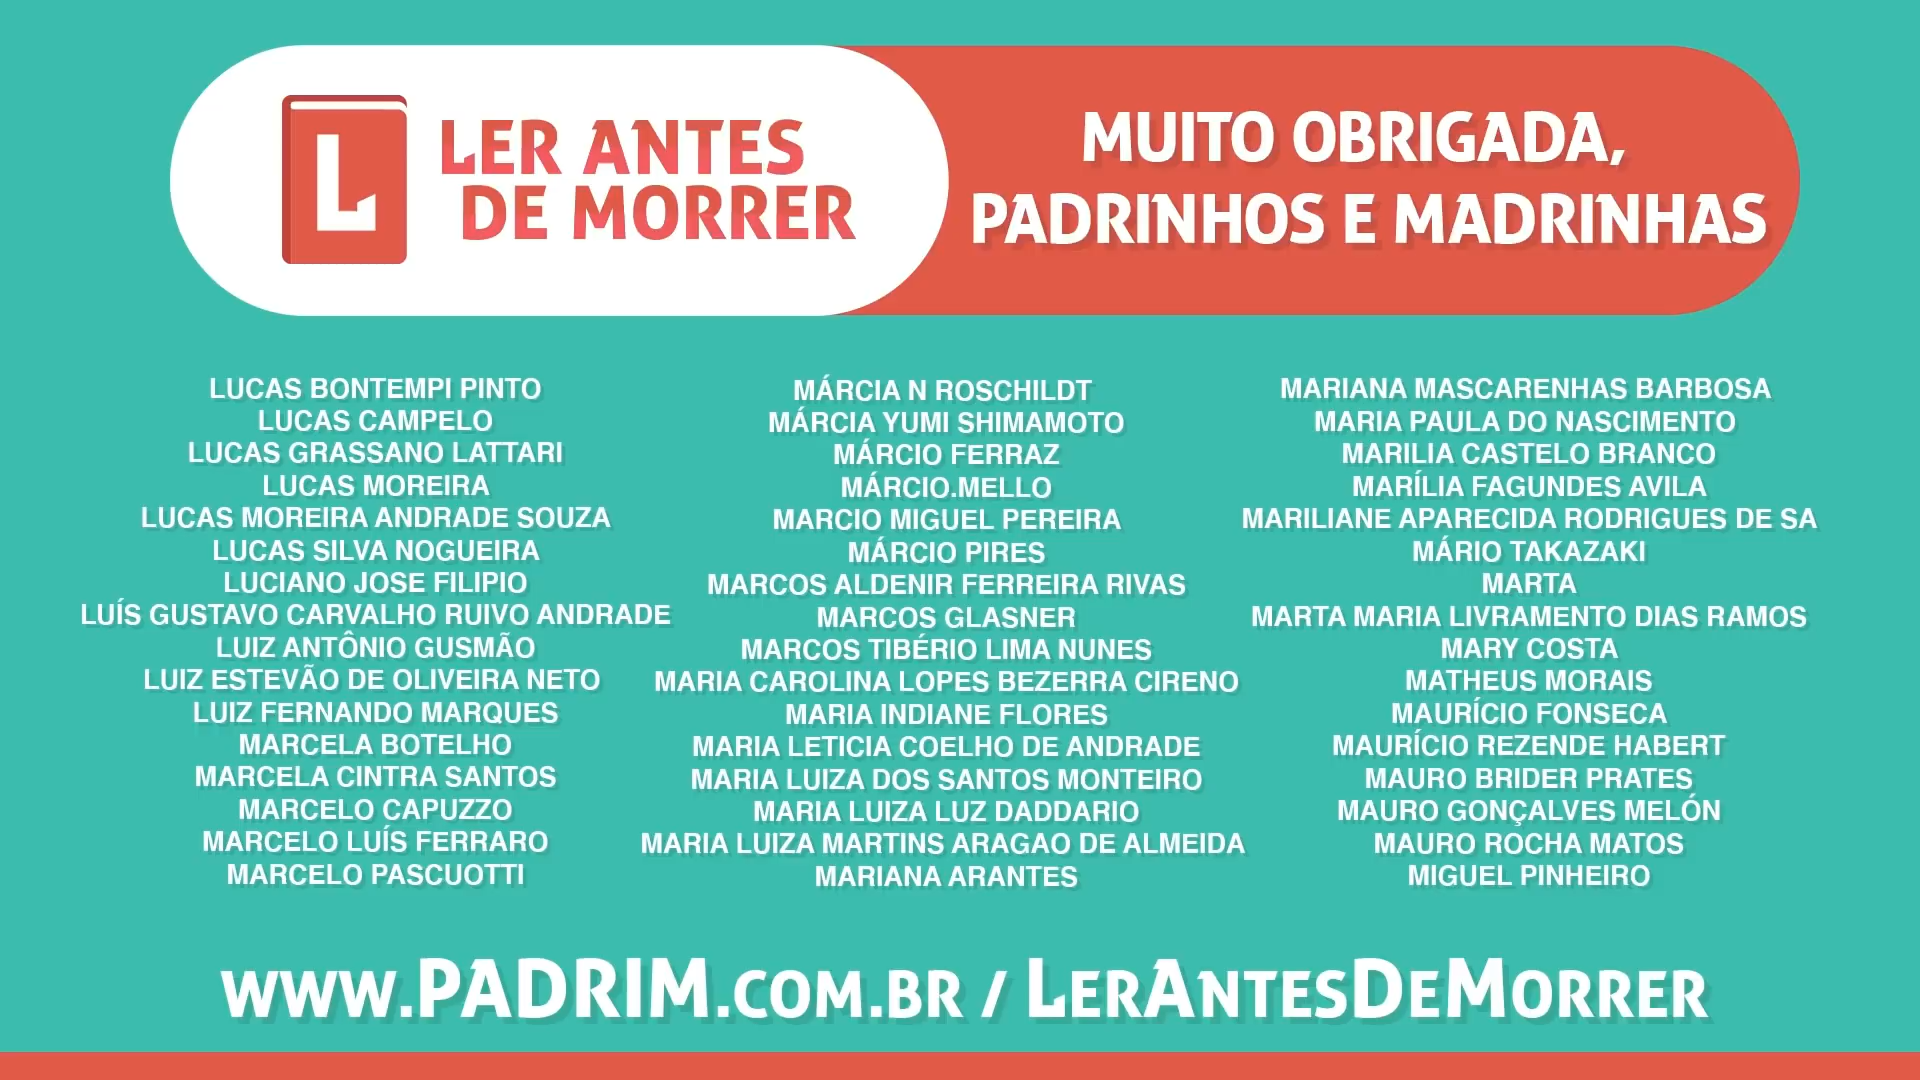 L
LER ANTES
DE MORRER
MUITO OBRIGADA,
PADRINHOS E MADRINHAS
LUCAS BONTEMPI PINTO
LUCAS CAMPELO
LUCAS GRASSANO LATTARI
LUCAS MOREIRA
LUCAS MOREIRA ANDRADE SOUZA
LUCAS SILVA NOGUEIRA
LUCIANO JOSE FILIPIO
LUÍS GUSTAVO CARVALHO RUIVO ANDRADE
LUIZ ANTÔNIO GUSMÃO
LUIZ ESTEVÃO DE OLIVEIRA NETO
LUIZ FERNANDO MARQUES
MARCELA BOTELHO
MARCELA CINTRA SANTOS
MARCELO CAPUZZO
MARCELO LUÍS FERRARO
MARCELO PASCUOTTI
MÁRCIA N ROSCHILDT
MÁRCIA YUMI SHIMAMOTO
MÁRCIO FERRAZ
MÁRCIO.MELLO
MARCIO MIGUEL PEREIRA
MÁRCIO PIRES
MARCOS ALDENIR FERREIRA RIVAS
MARCOS GLASNER
MARCOS TIBÉRIO LIMA NUNES
MARIA CAROLINA LOPES BEZERRA CIRENO
MARIA INDIANE FLORES
MARIA LETICIA COELHO DE ANDRADE
MARIA LUIZA DOS SANTOS MONTEIRO
MARIA LUIZA LUZ DADDARIO
MARIA LUIZA MARTINS ARAGAO DE ALMEIDA
MARIANA ARANTES
MARIANA MASCARENHAS BARBOSA
MARIA PAULA DO NASCIMENTO
MARILIA CASTELO BRANCO
MARÍLIA FAGUNDES AVILA
MARILIANE APARECIDA RODRIGUES DE SA
MÁRIO TAKAZAKI
MARTA
MARTA MARIA LIVRAMENTO DIAS RAMOS
MARY COSTA
MATHEUS MORAIS
MAURÍCIO FONSECA
MAURÍCIO REZENDE HABERT
MAURO BRIDER PRATES
MAURO GONÇALVES MELÓN
MAURO ROCHA MATOS
MIGUEL PINHEIRO
WWW.PADRIM.COM.BR / LERANTESDEMORRER